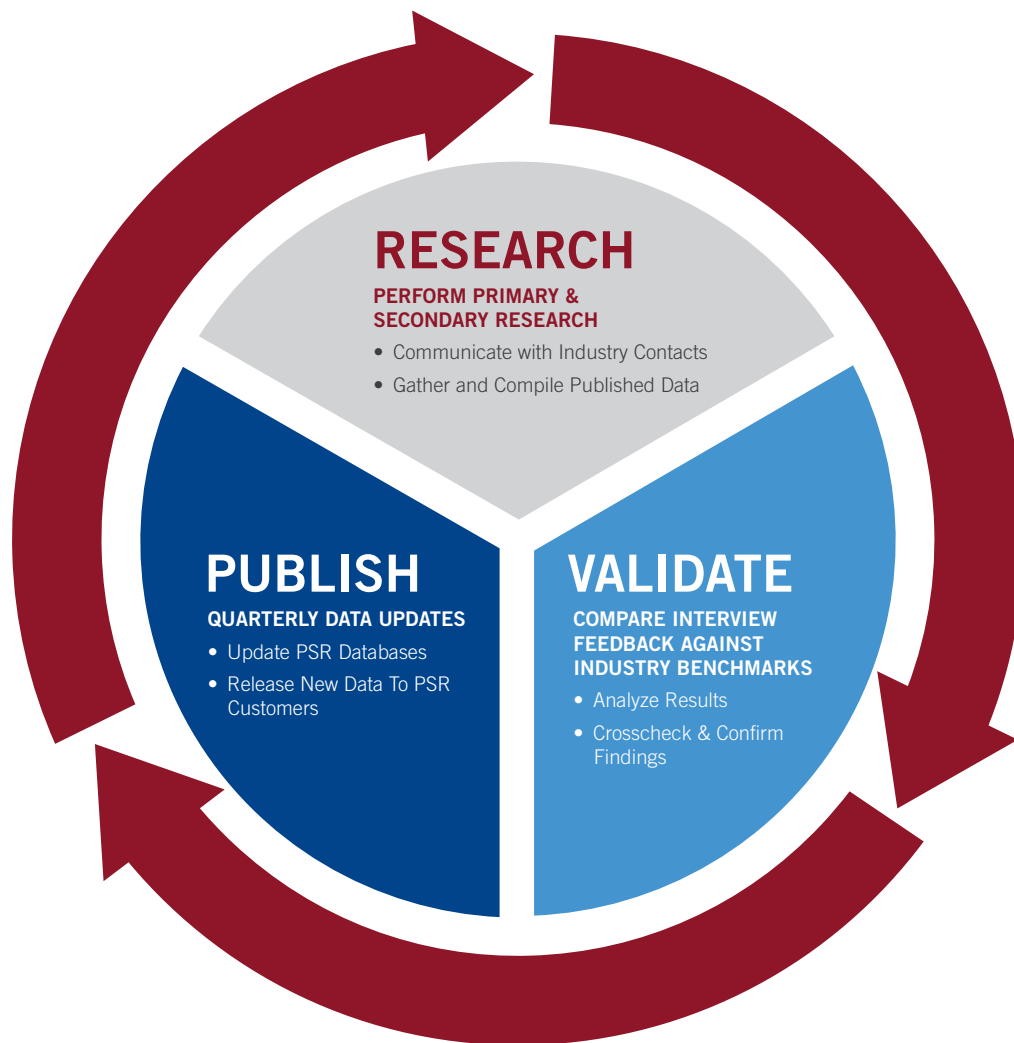 RESEARCH
PERFORM PRIMARY &
SECONDARY RESEARCH
• Communicate with Industry Contacts
• Gather and Compile Published Data
PUBLISH
QUARTERLY DATA UPDATES
• Update PSR Databases
• Release New Data To PSR
Customers
VALIDATE
COMPARE INTERVIEW
FEEDBACK AGAINST
INDUSTRY BENCHMARKS
• Analyze Results
• Crosscheck & Confirm
Findings